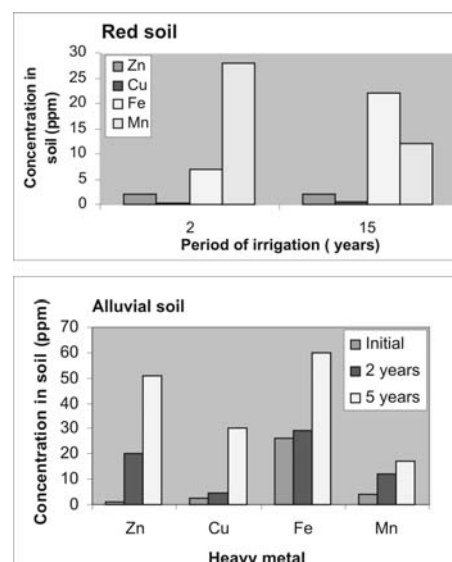 Red soil
Concentration in
soil (ppm)
30
25
20
15
10
5
0
Zn
Cu
Fe
Mn
2
15
Period of irrigation ( years)
Alluvial soil
Concentration in soil (ppm)
70
60
50
40
30
20
10
0
Initial
2 years
5 years
Zn
Cu
Fe
Mn
Heavy metal